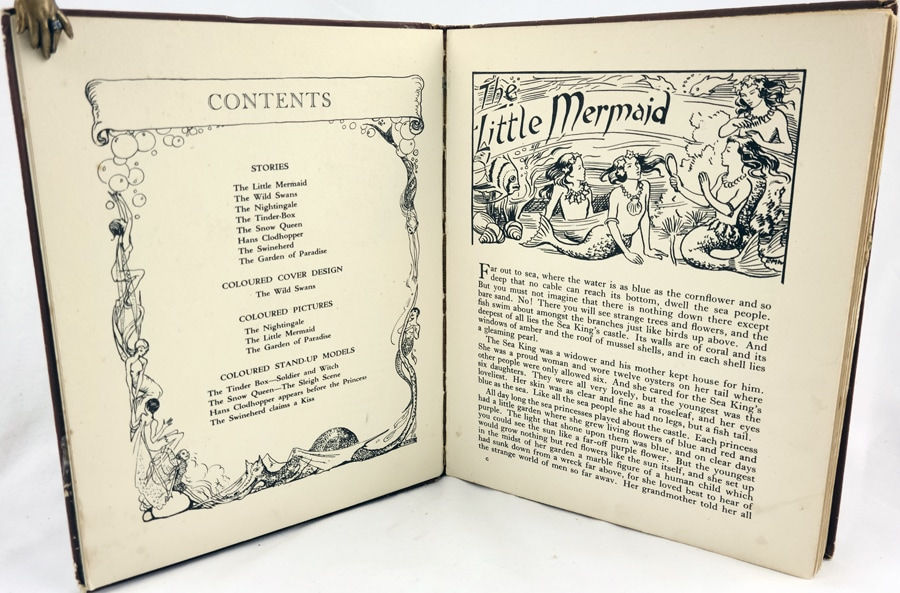 CONTENTS
STORIES
The Little Mermaid
The Wild Swans
The Nightingale
The Tinder-Box
The Snow Queen
Hans Clodhopper
The Swineherd
The Garden of Paradise
COLOURED COVER DESIGN
The Wild Swans
COLOURED PICTURES
The Nightingale
The Little Mermaid
The Garden of Paradise
COLOURED STAND-UP MODELS
The Tinder Box—Soldier and Witch
The Snow Queen—The Sleigh Scene
Hans Clodhopper appears before the Princess
The Swineherd claims a Kiss
The
Little Mermaid
Far out to sea, where the water is as blue as the cornflower and so
deep that no cable can reach its bottom, dwell the sea people.
But you must not imagine that there is nothing down there except
bare sand. No! There you will see strange trees and flowers, and the
fish swim about amongst the branches just like birds up above. And
deepest of all lies the Sea King's castle. Its walls are of coral and its
windows of amber and the roof of mussel shells, and in each shell lies
a gleaming pearl.
The Sea King was a widower and his mother kept house for him.
She was a proud woman and wore twelve oysters on her tail where
other people were only allowed six. And she cared for the Sea King's
six daughters. They were all very lovely, but the youngest was the
loveliest. Her skin was as clear and fine as a roseleaf, and her eyes
blue as the sea. Like all the sea people she had no legs, but a fish tail.
All day long the sea princesses played about the castle. Each princess
had a little garden where she grew living flowers of blue and red and
purple. The light that shone upon them was blue, and on clear days
you could see the sun like a far-off purple flower. But the youngest
would grow nothing but red flowers like the sun itself, and she set up
in the midst of her garden a marble figure of a human child which
had sunk down from a wreck far above, for she loved best to hear of
the strange world of men so far away. Her grandmother told her all